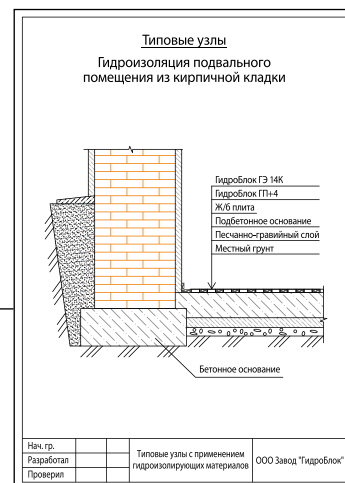 Типовые узлы
Гидроизоляция подвального
помещения из кирпичной кладки
ГидроБлок ГЭ 14К
ГидроБлок ГП+4
Ж/б плита
Подбетонное основание
Песчанно-гравийный слой
Местный грунт
Бетонное основание
Нач. гр.
Разработал
Проверил
Типовые узлы с применением
гидроизолирующих материалов
ООО Завод "ГидроБлок"